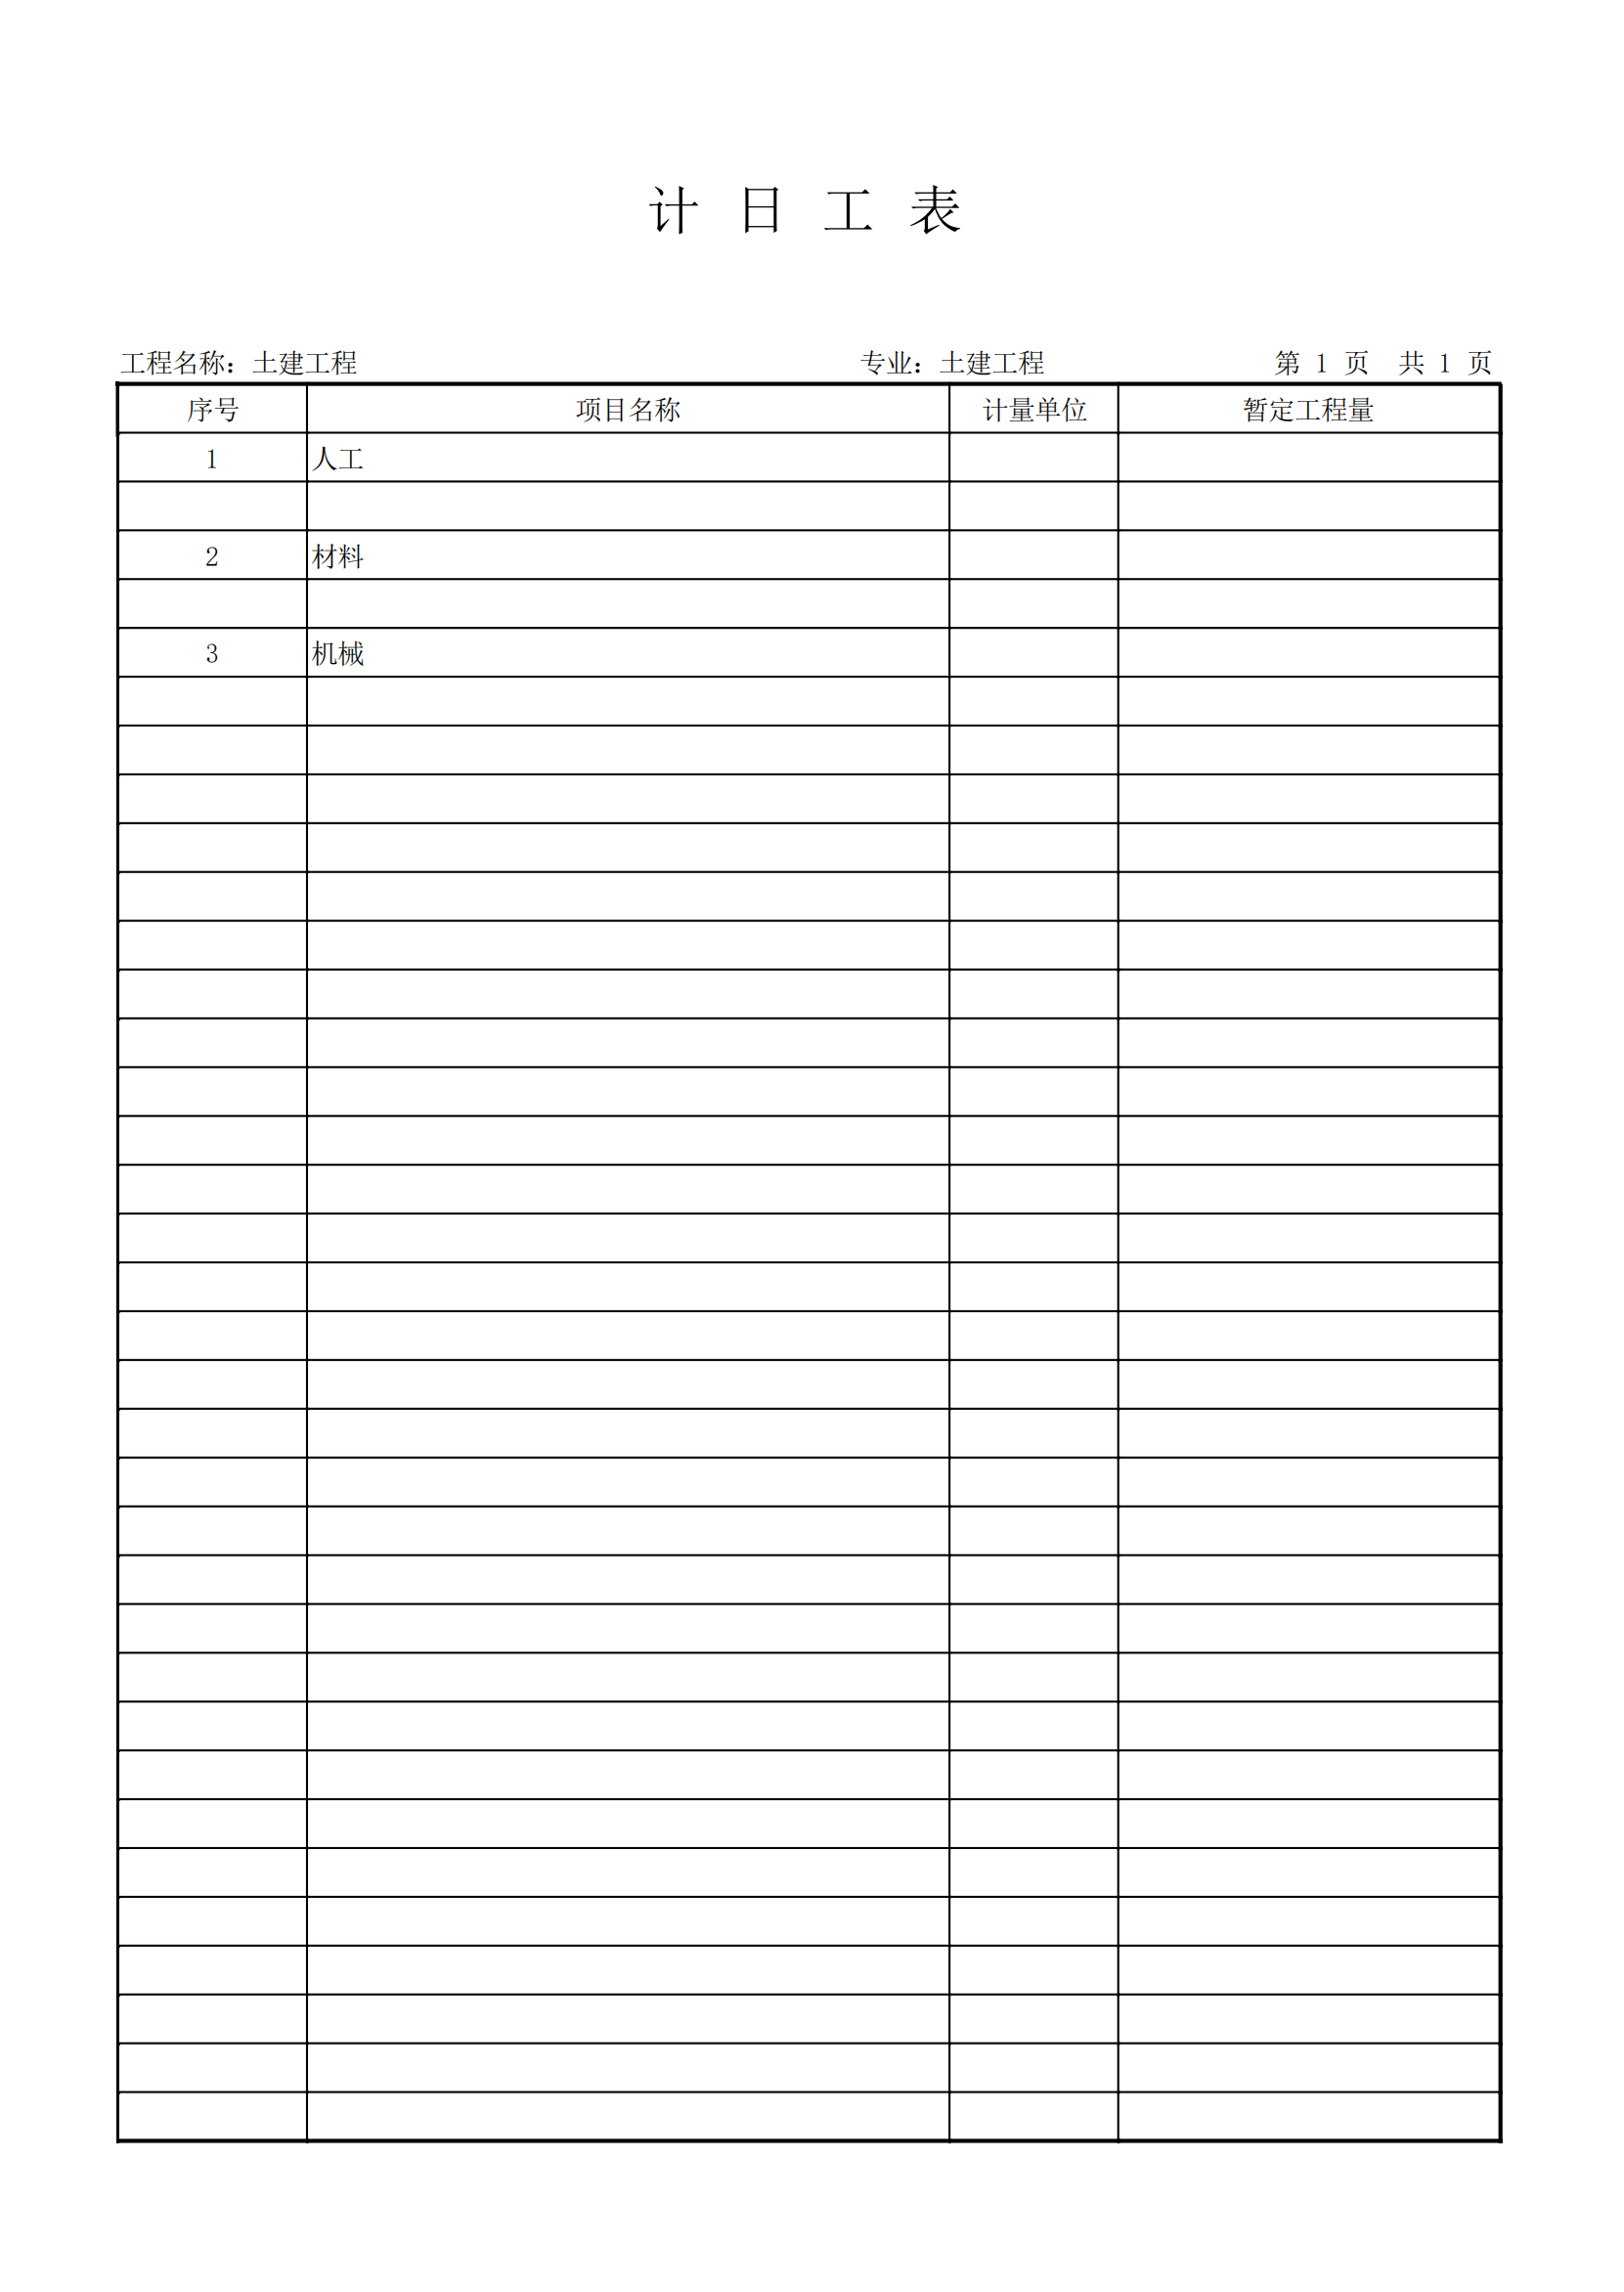 计 日 工 表
工程名称：土建工程 专业：土建工程 第 1 页 共 1 页
序号 项目名称 计量单位 暂定工程量
1 人工
2 材料
3 机械